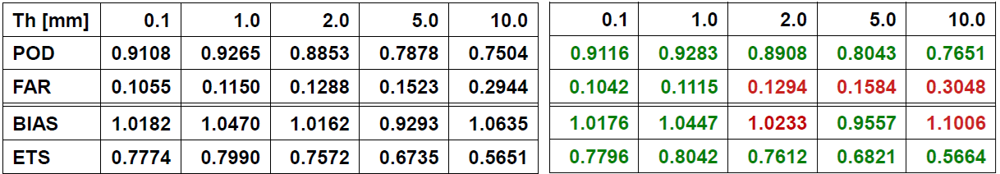 Th [mm] 0.1 1.0 2.0 5.0 10.0 0.1 1.0 2.0 5.0 10.0
POD 0.9108 0.9265 0.8853 0.7878 0.7504 0.9116 0.9283 0.8908 0.8043 0.7651
FAR 0.1055 0.1150 0.1288 0.1523 0.2944 0.1042 0.1115 0.1294 0.1584 0.3048
BIAS 1.0182 1.0470 1.0162 0.9293 1.0635 1.0176 1.0447 1.0233 0.9557 1.1006
ETS 0.7774 0.7990 0.7572 0.6735 0.5651 0.7796 0.8042 0.7612 0.6821 0.5664